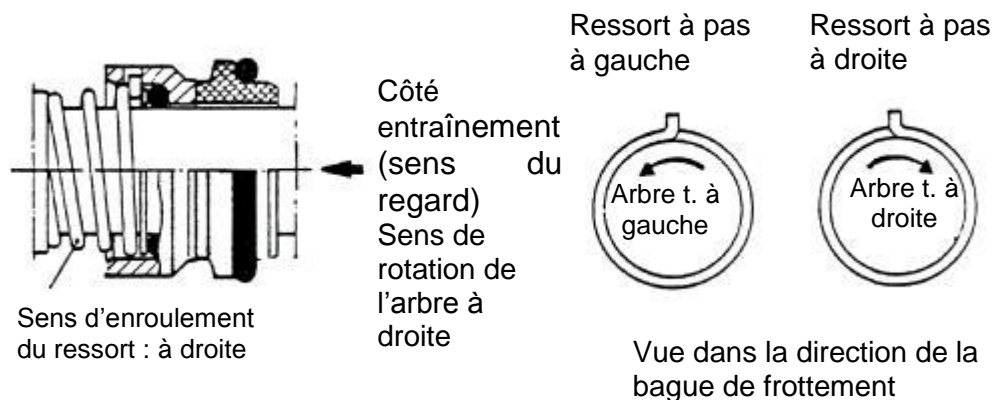 Sens d’enroulement
du ressort : à droite
Côté
entraînement
(sens du
regard)
Sens de
rotation de
l’arbre à
droite
Ressort à pas
à gauche
Arbre t. à
gauche
Ressort à pas
à droite
Arbre t. à
droite
Vue dans la direction de la
bague de frottement